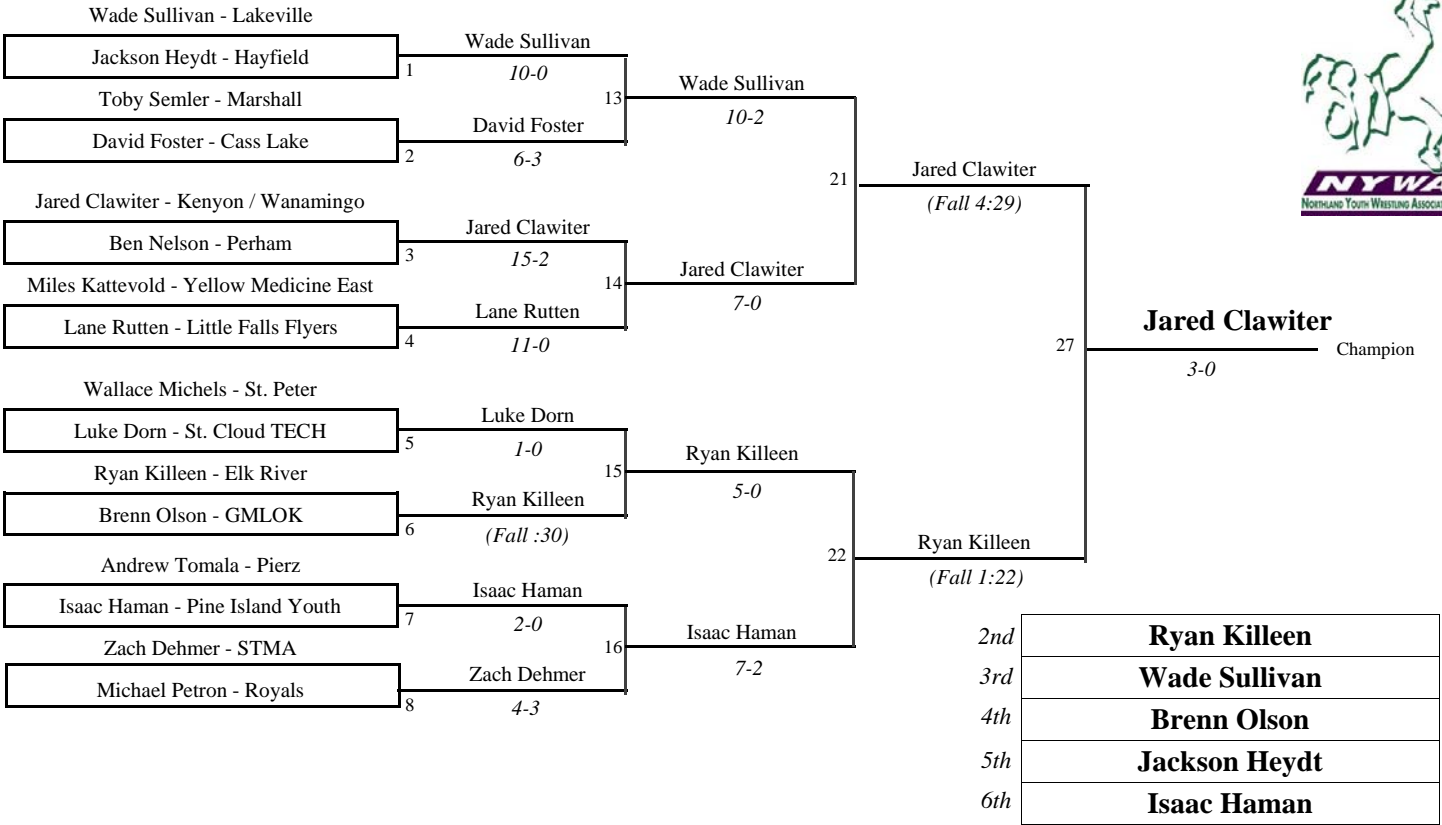 Wade Sullivan - Lakeville
Jackson Heydt - Hayfield
1
Toby Semler - Marshall
David Foster - Cass Lake
2
Jared Clawiter - Kenyon / Wanamingo
Ben Nelson - Perham
3
Miles Kattevold - Yellow Medicine East
Lane Rutten - Little Falls Flyers
4
Wallace Michels - St. Peter
Luke Dorn - St. Cloud TECH
5
Ryan Killeen - Elk River
Brenn Olson - GMLOK
6
Andrew Tomala - Pierz
Isaac Haman - Pine Island Youth
7
Zach Dehmer - STMA
Michael Petron - Royals
8
Wade Sullivan
10-0
13
David Foster
6-3
Jared Clawiter
15-2
14
Lane Rutten
11-0
Luke Dorn
1-0
15
Ryan Killeen
(Fall :30)
Isaac Haman
2-0
16
Zach Dehmer
4-3
Wade Sullivan
10-2
21
Jared Clawiter
7-0
Ryan Killeen
5-0
22
Isaac Haman
7-2
Jared Clawiter
(Fall 4:29)
27
Ryan Killeen
(Fall 1:22)
Jared Clawiter
Champion
3-0
NYWA
NORTHLAND YOUTH WRESTLING
2nd Ryan Killeen
3rd Wade Sullivan
4th Brenn Olson
5th Jackson Heydt
6th Isaac Haman